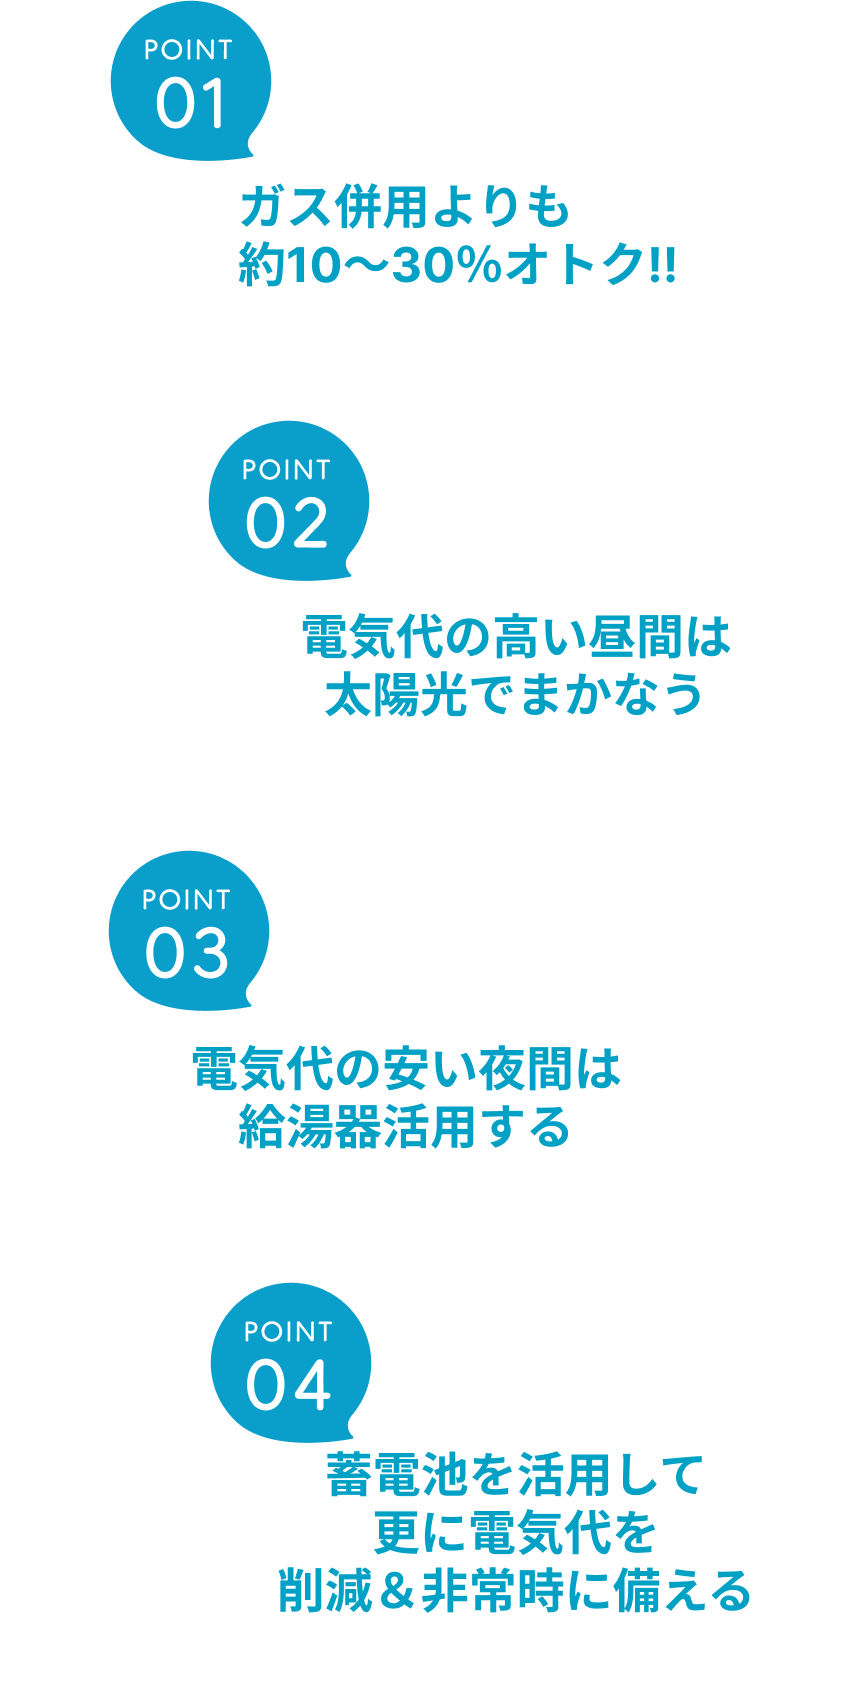 POINT
01
ガス併用よりも
約10～30％オトク!!
POINT
02
電気代の高い昼間は
太陽光でまかなう
POINT
03
電気代の安い夜間は
給湯器活用する
POINT
04
蓄電池を活用して
更に電気代を
削減＆非常時に備える